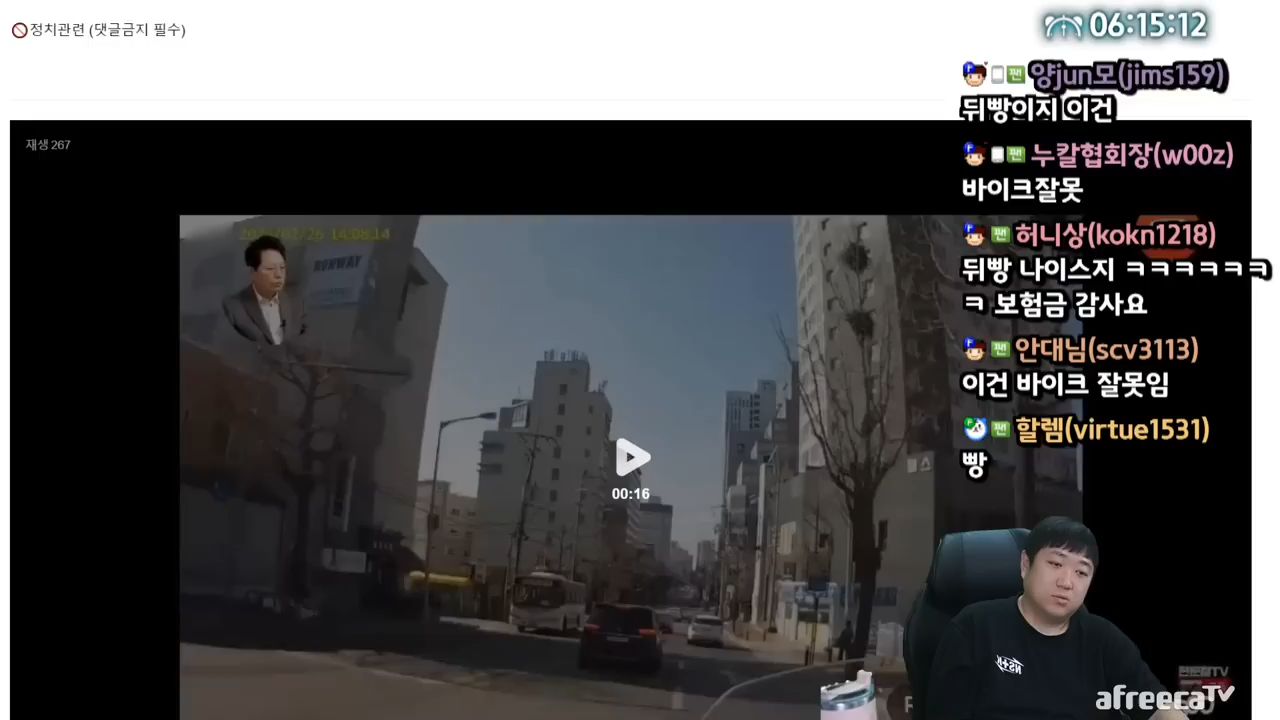 🚫정치관련 (댓글금지 필수)
06:15:12
양jun모(jims159)
뒤빵이지 이건
누칼협회장(w00z)
바이크잘못
허니상(kokn1218)
뒤빵 나이스지 ㅋㅋㅋㅋㅋㅋ
ㅋ 보험금 감사요
안대님(scv3113)
이건 바이크 잘못임
할렘(virtue1531)
빵
재생 267
RUNWAY
00:16
afreecaTV